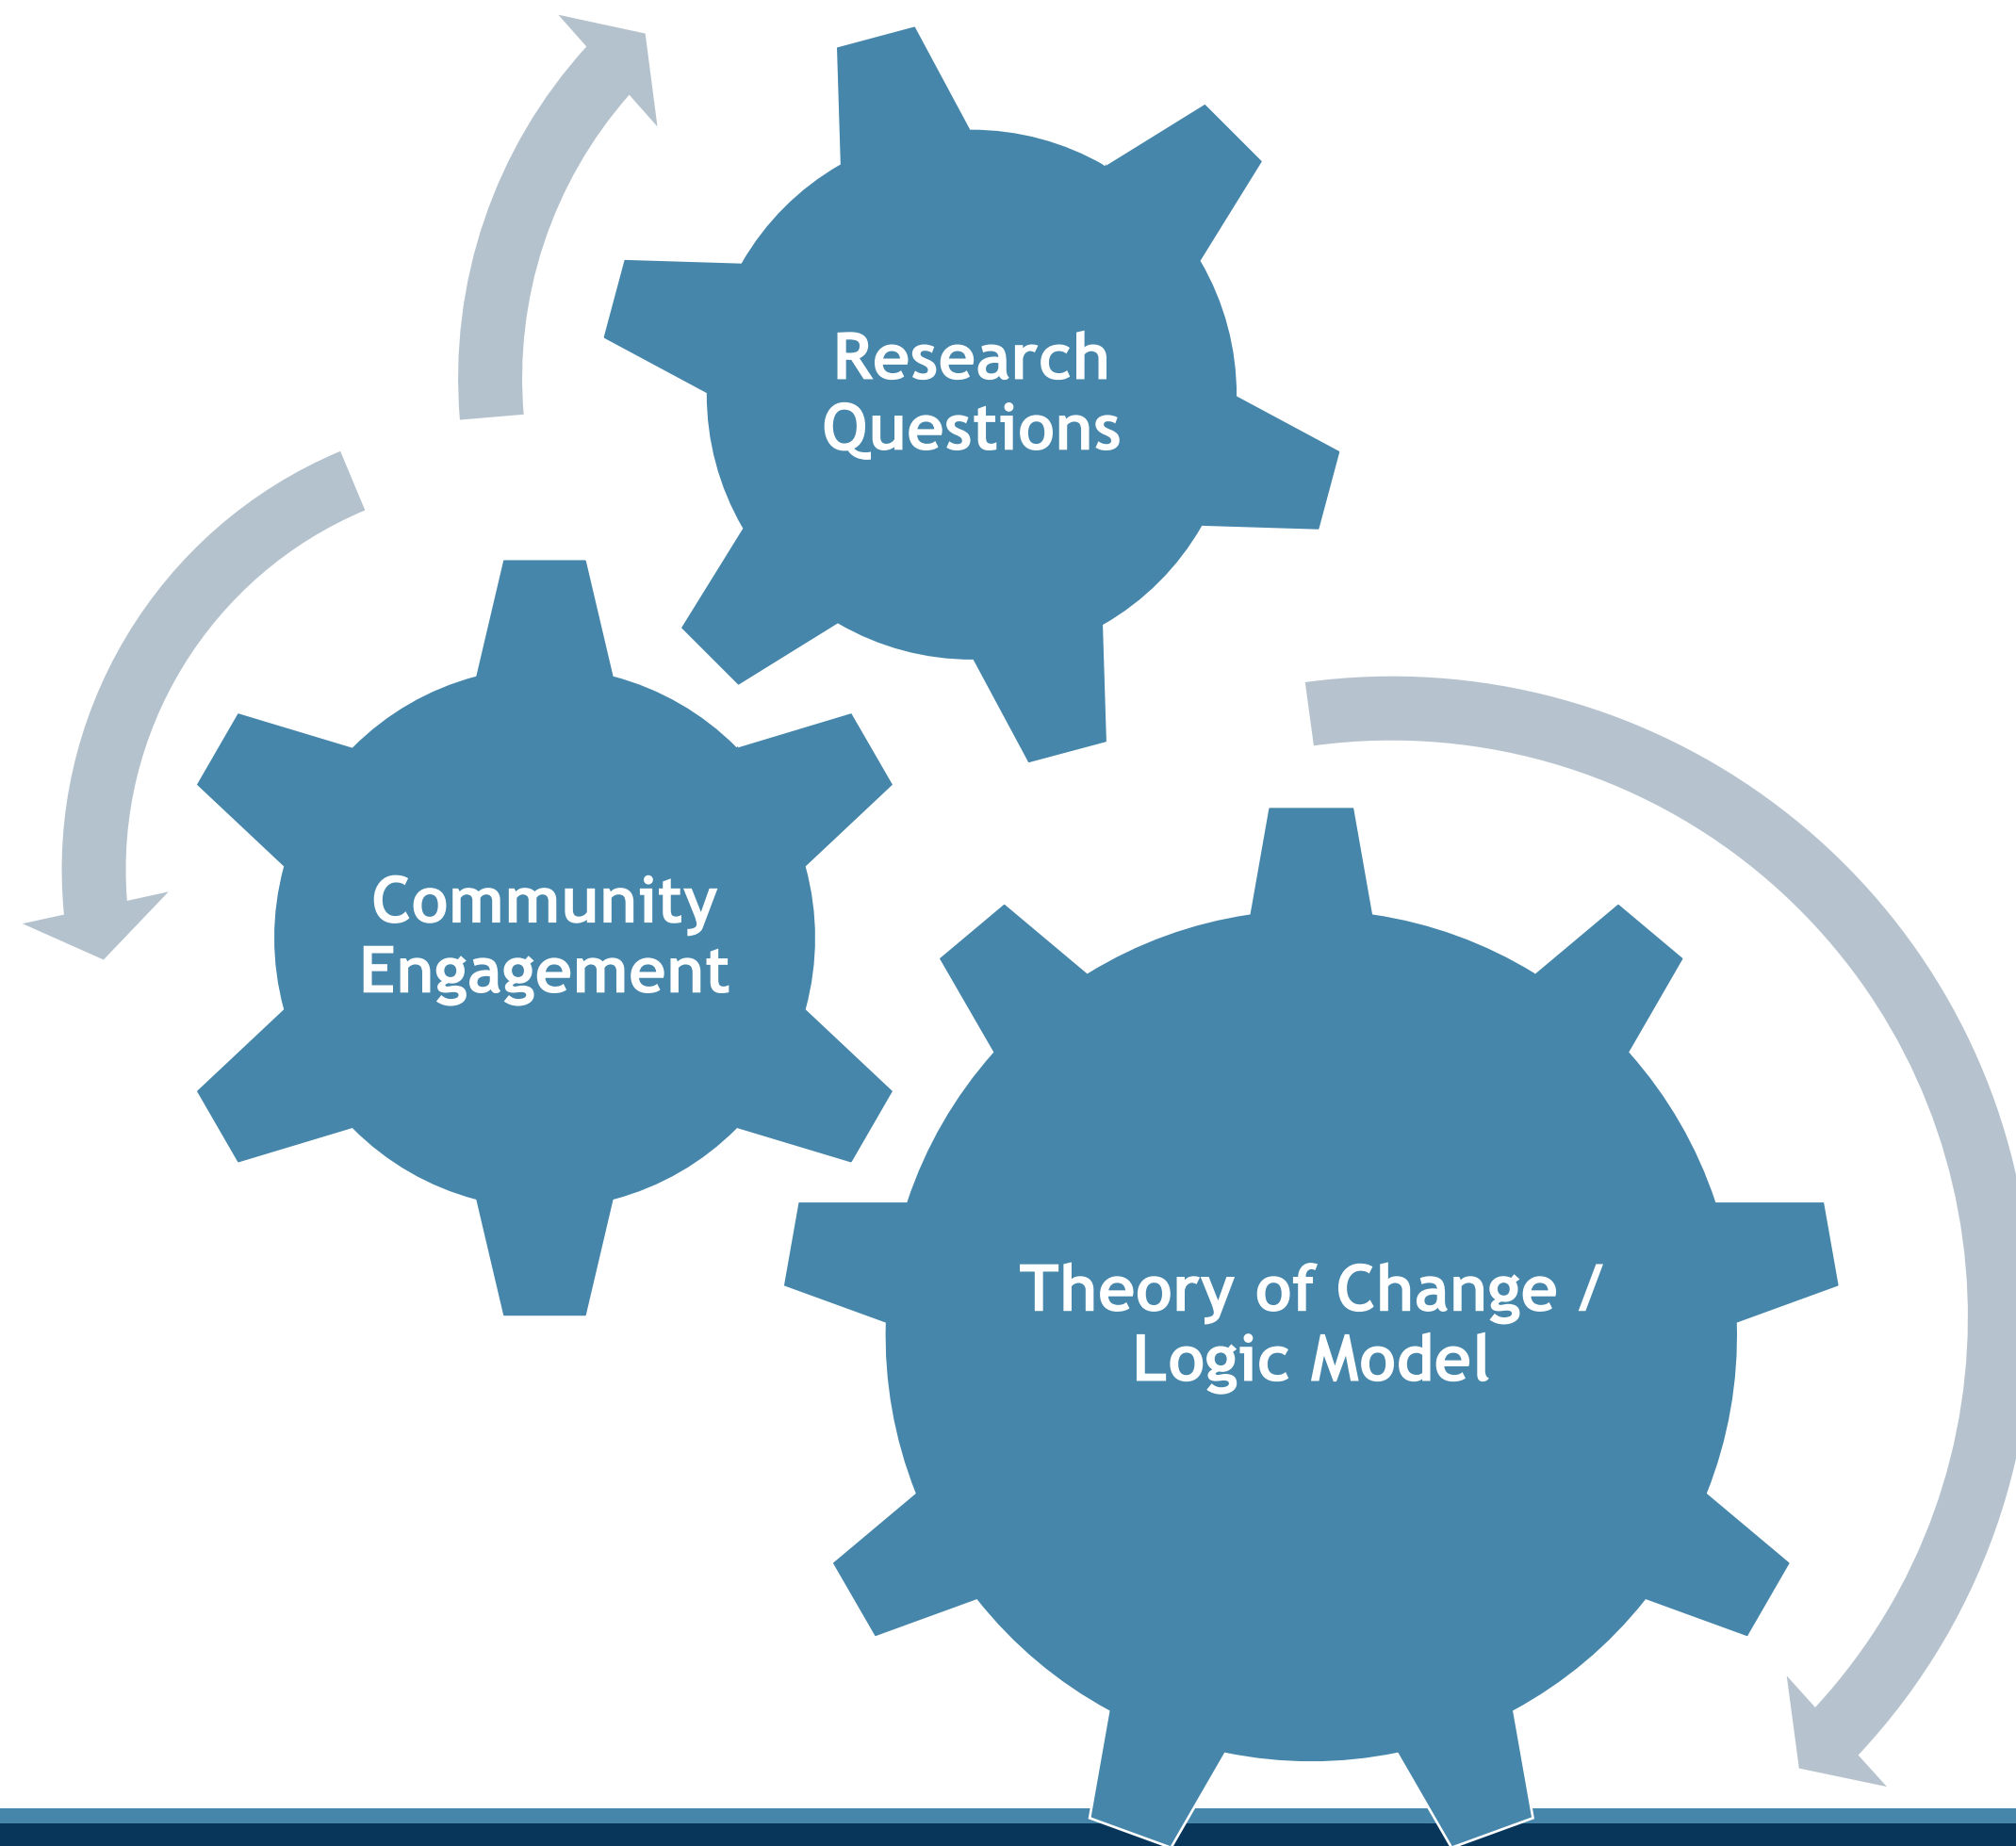 Research
Questions
Community
Engagement
Theory of Change /
Logic Model